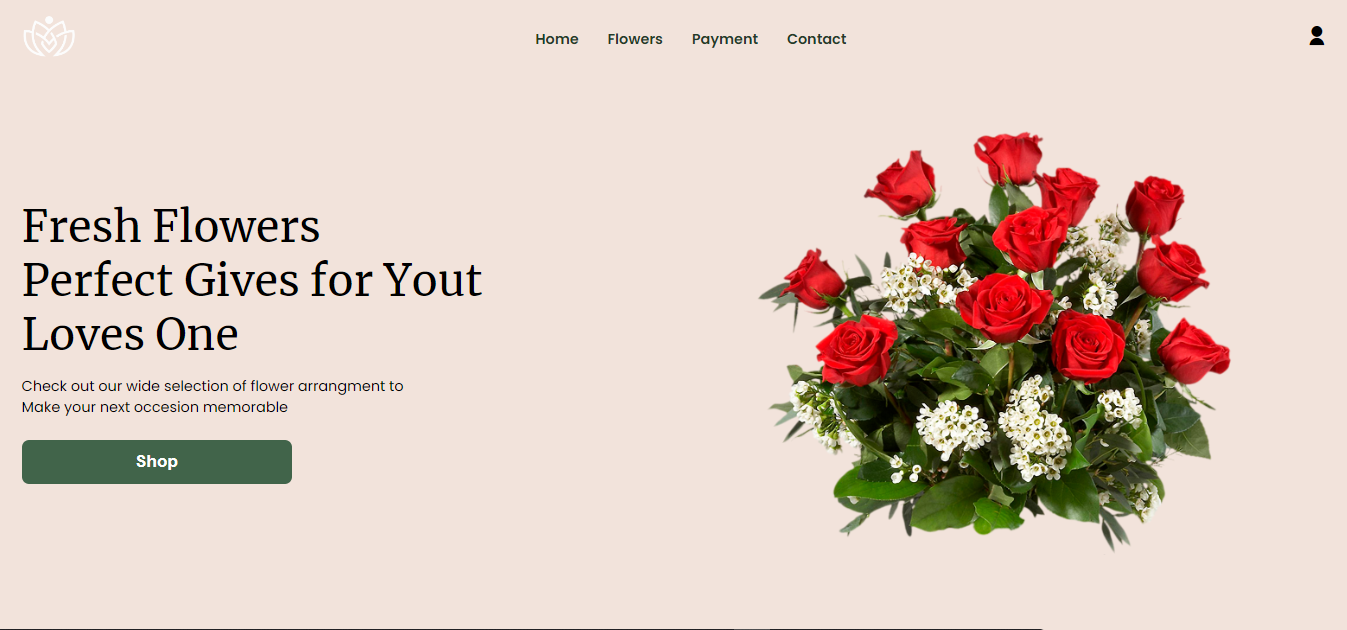 Home Flowers Payment Contact
Fresh Flowers
Perfect Gives for Yout
Loves One
Check out our wide selection of flower arrangment to
Make your next occesion memorable
Shop